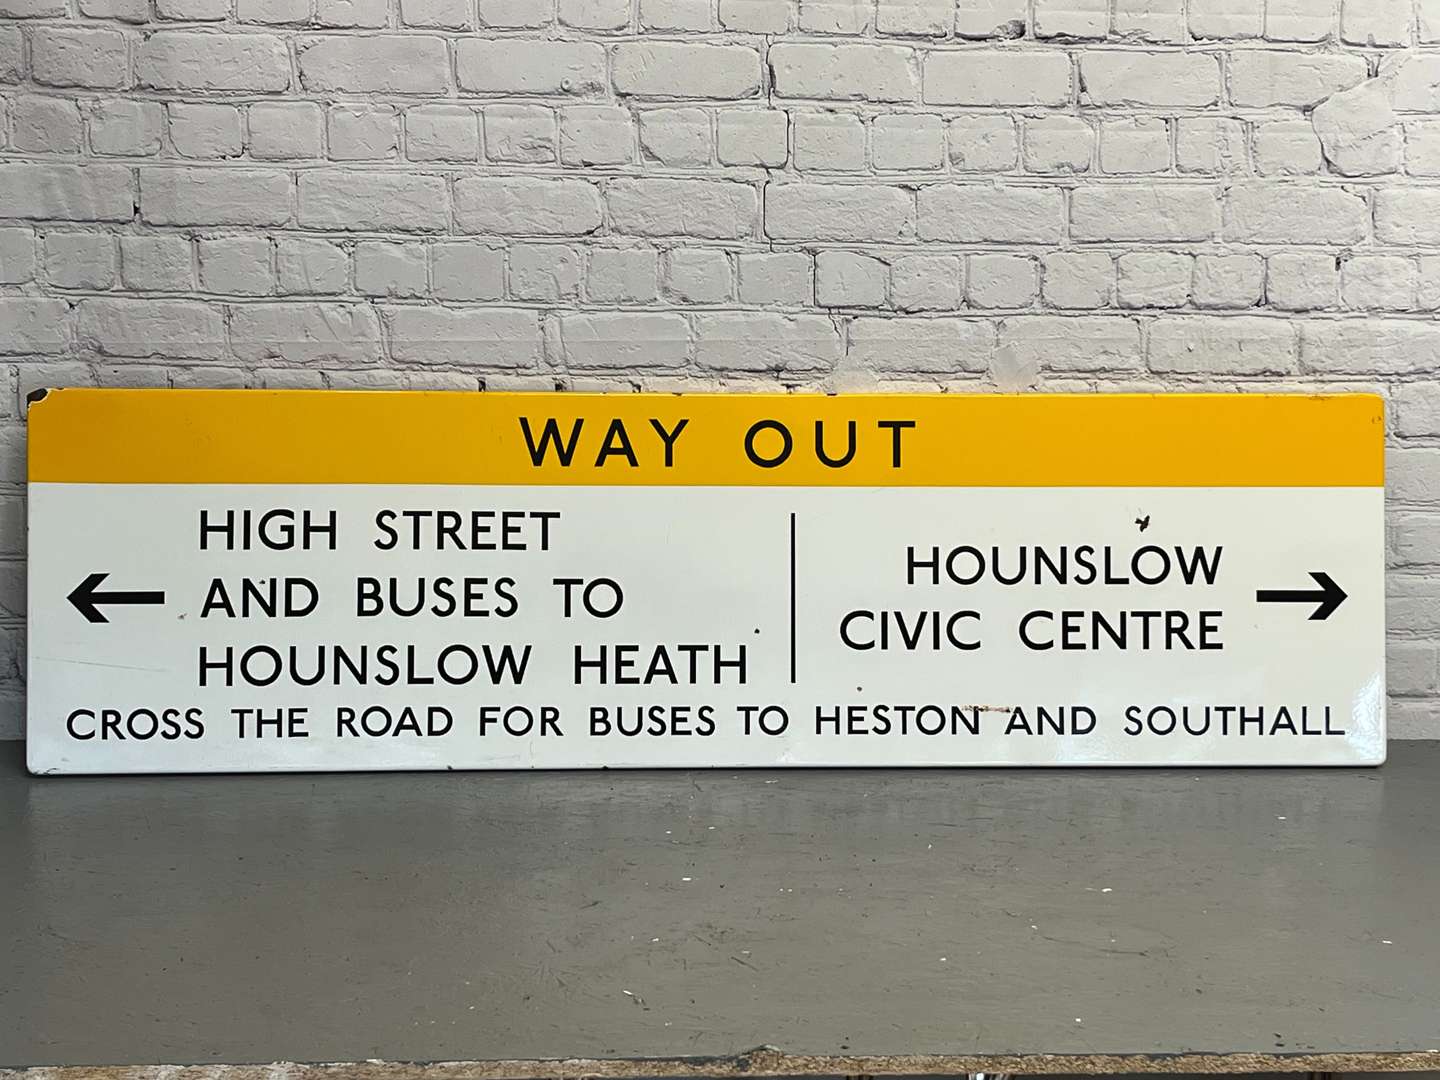 WAY OUT
HIGH STREET
AND BUSES TO
HOUNSLOW HEATH
HOUNSLOW
CIVIC CENTRE
CROSS THE ROAD FOR BUSES TO HESTON AND SOUTHALL